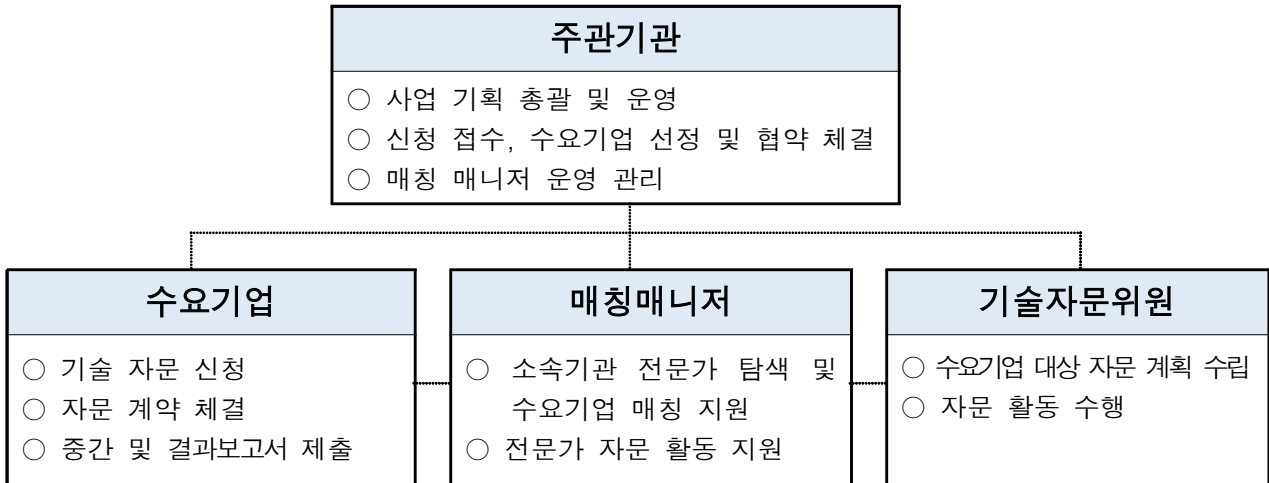 주관기관
○ 사업 기획 총괄 및 운영
○ 신청 접수, 수요기업 선정 및 협약 체결
○ 매칭 매니저 운영 관리
수요기업
○ 기술 자문 신청
○ 자문 계약 체결
○ 중간 및 결과보고서 제출
매칭매니저
○ 소속기관 전문가 탐색 및
수요기업 매칭 지원
○ 전문가 자문 활동 지원
기술자문위원
○ 수요기업 대상 자문 계획 수립
○ 자문 활동 수행